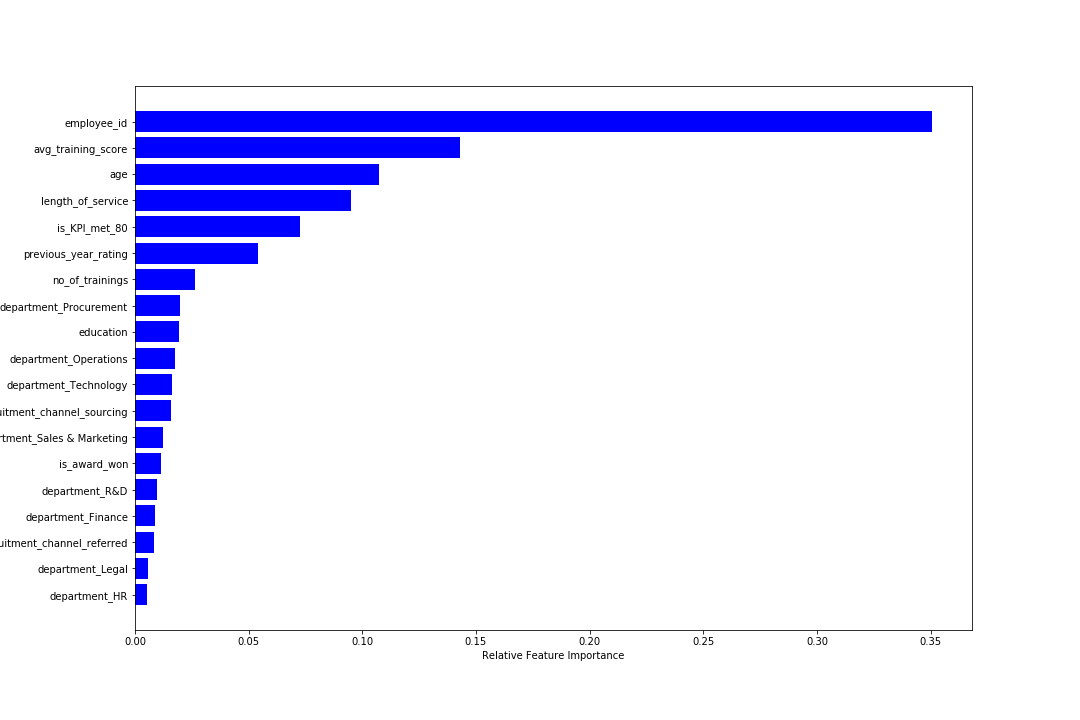 employee_id
avg_training_score
age
length_of_service
is_KPI_met_80
previous_year_rating
no_of_trainings
department_Procurement
education
department_Operations
department_Technology
uitment_channel_sourcing
rtment_Sales & Marketing
is_award_won
department_R&D
department_Finance
uitment_channel_referred
department_Legal
department_HR
0.00 0.05 0.10 0.15 0.20 0.25 0.30 0.35
Relative Feature Importance